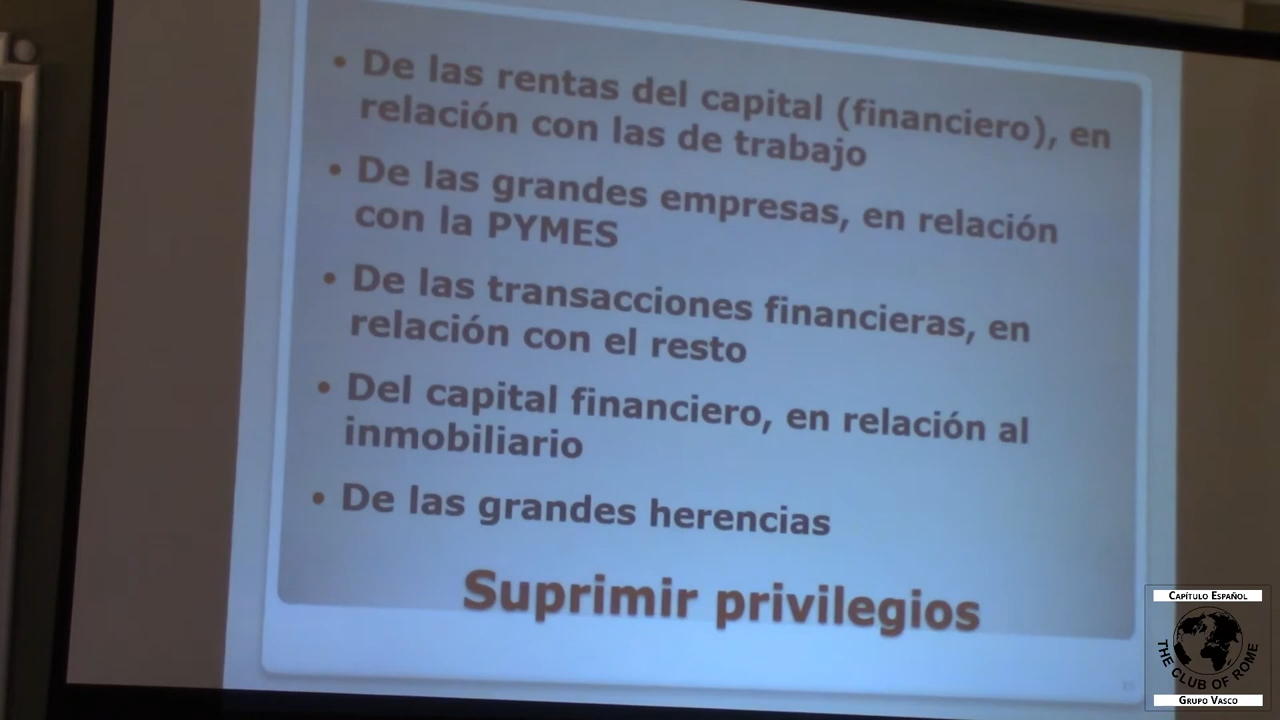 • De las rentas del capital (financiero), en
relación con las de trabajo
• De las grandes empresas, en relación
con la PYMES
• De las transacciones financieras, en
relación con el resto
• Del capital financiero, en relación al
inmobiliario
• De las grandes herencias
Suprimir privilegios
CAPÍTULO ESPAÑOL
THE CLUB OF ROME
GRUPO VASCO